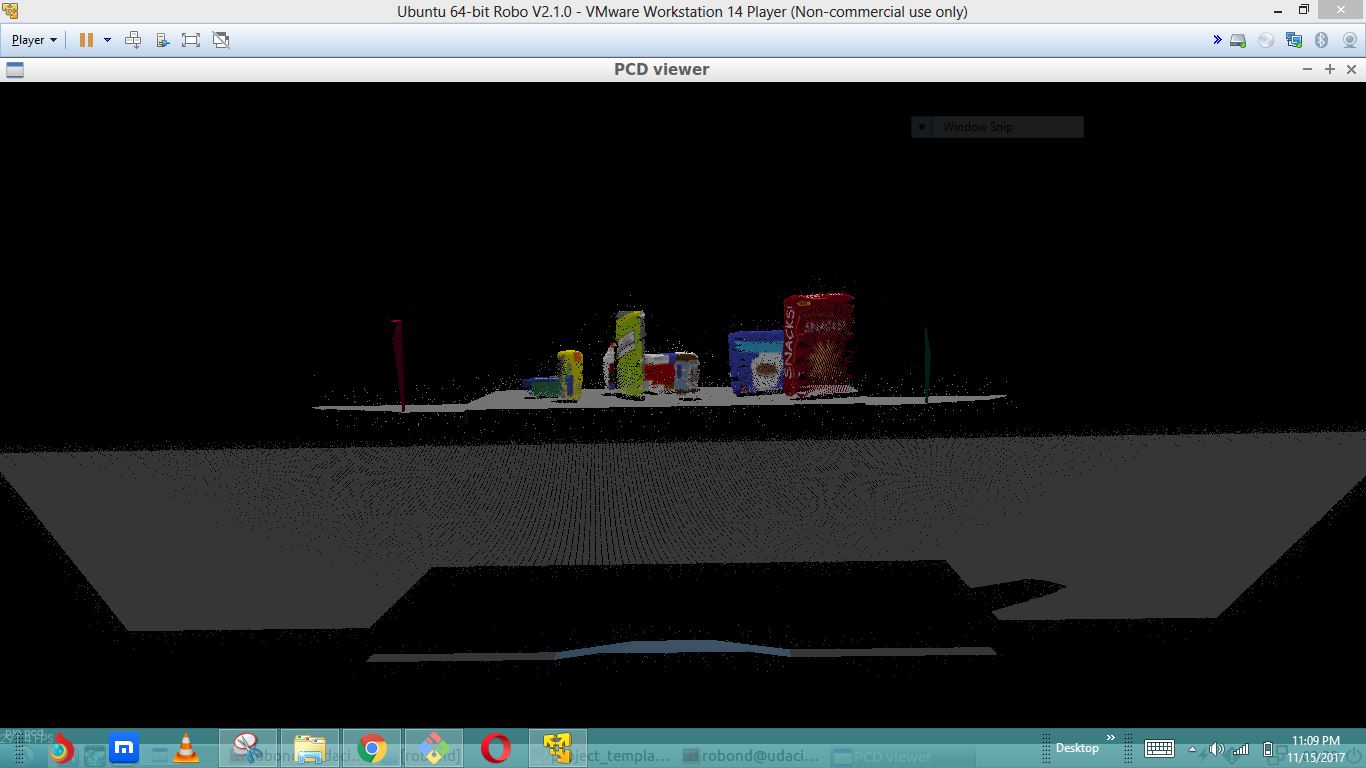 Ubuntu 64-bit Robo V2.1.0 - VMware Workstation 14 Player (Non-commercial use only)
Player
PCD viewer
Window Snip
SNACKS!
SNACKS!
Desktop
11:09 PM
11/15/2017
robond@udaci...
[robond]
oject_templa...
robond@udaci...
PCD viewer